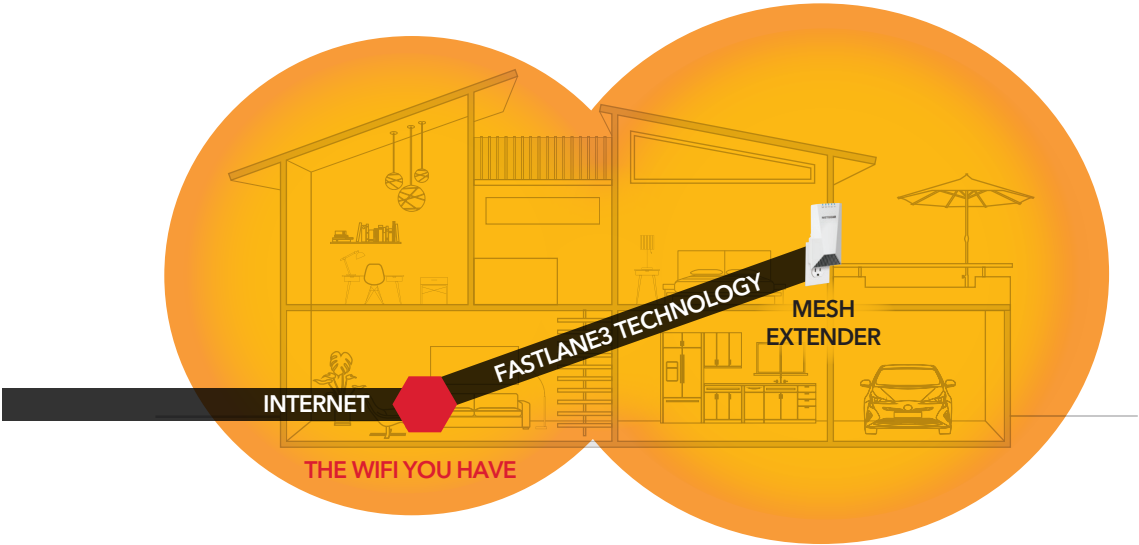 FASTLANE3 TECHNOLOGY
MESH
EXTENDER
INTERNET
THE WIFI YOU HAVE